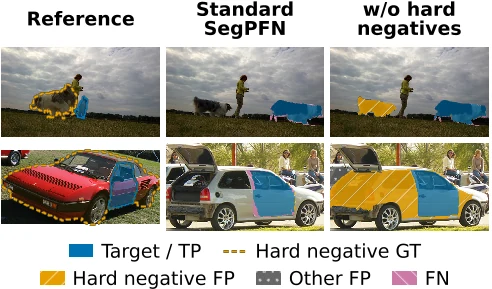 Reference
Standard
SegPFN
w/o hard
negatives
Target / TP
Hard negative GT
Hard negative FP
Other FP
FN